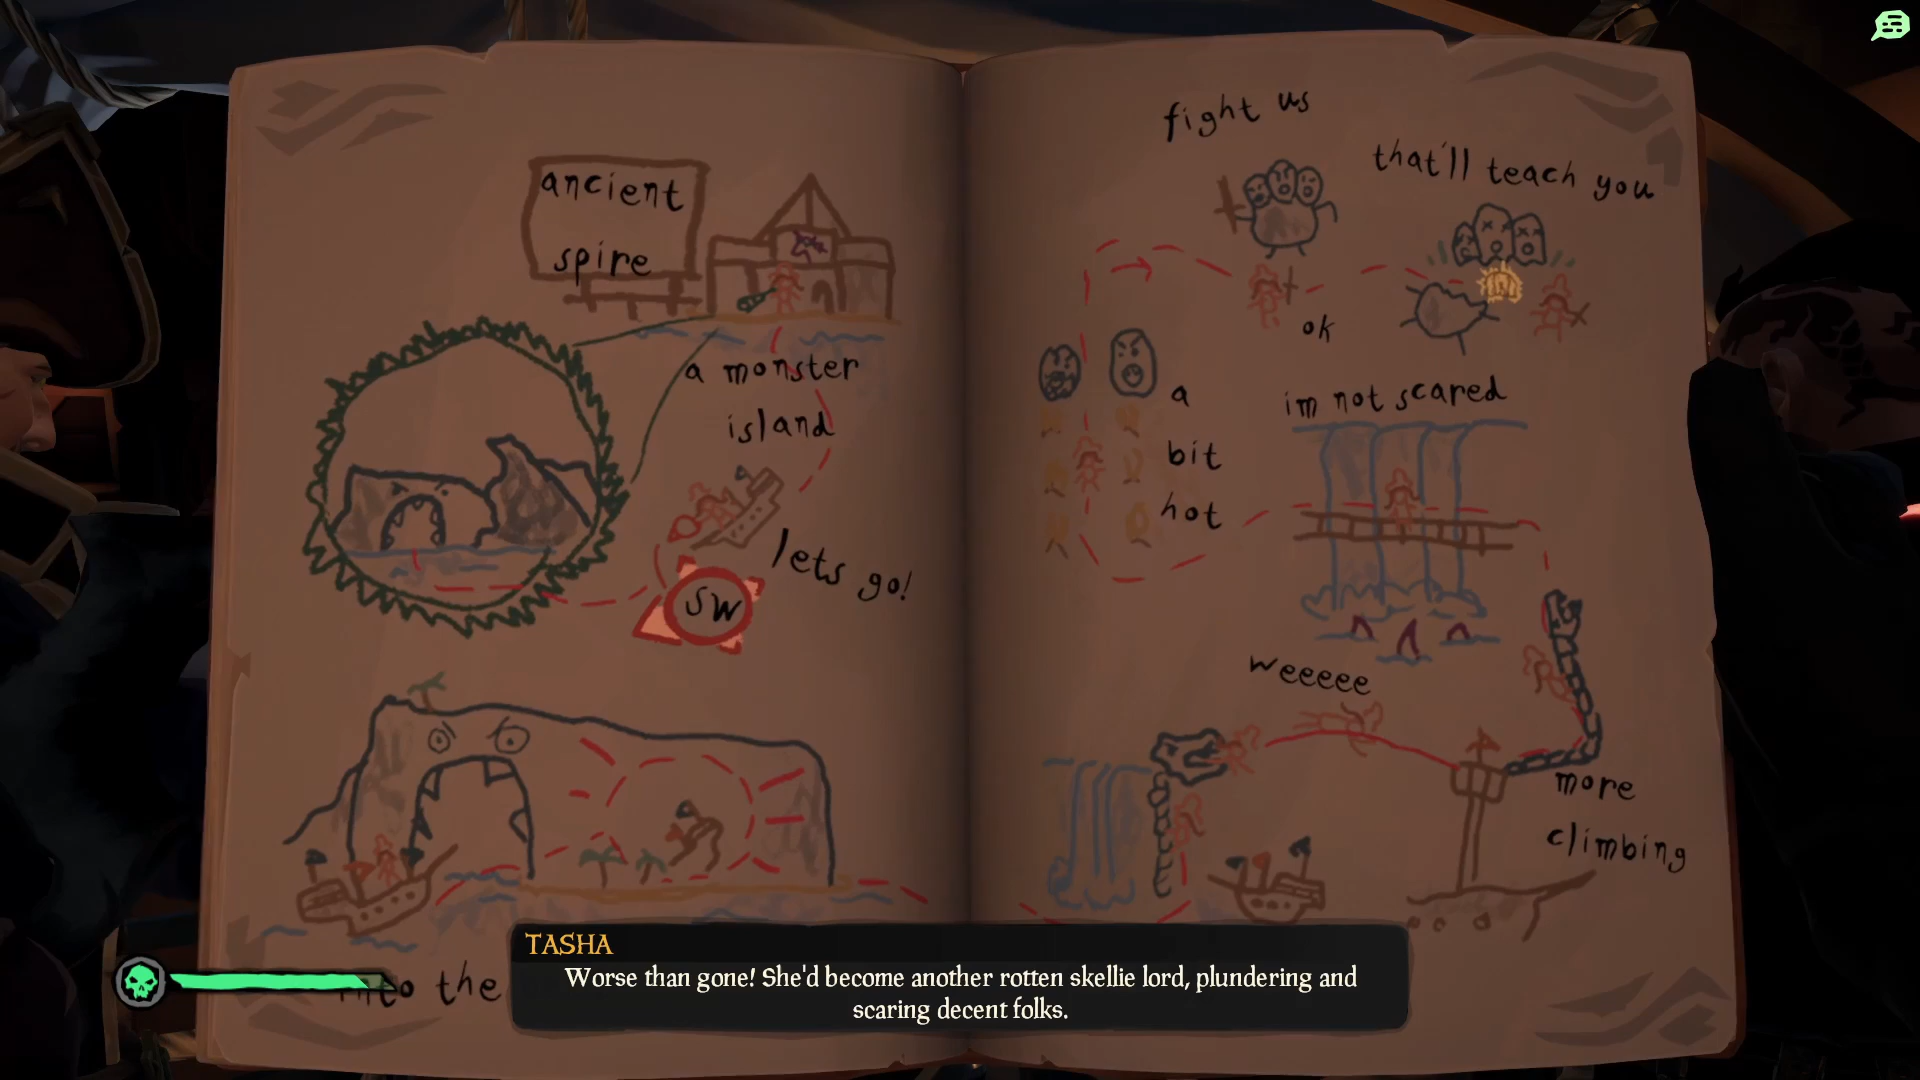 ancient
spire
a monster
island
lets go!
SW
to the
fight us
that'll teach you
ok
a
bit
hot
im not scared
weeeee
more
climbing
TASHA
Worse than gone! She'd become another rotten skellie lord, plundering and
scaring decent folks.